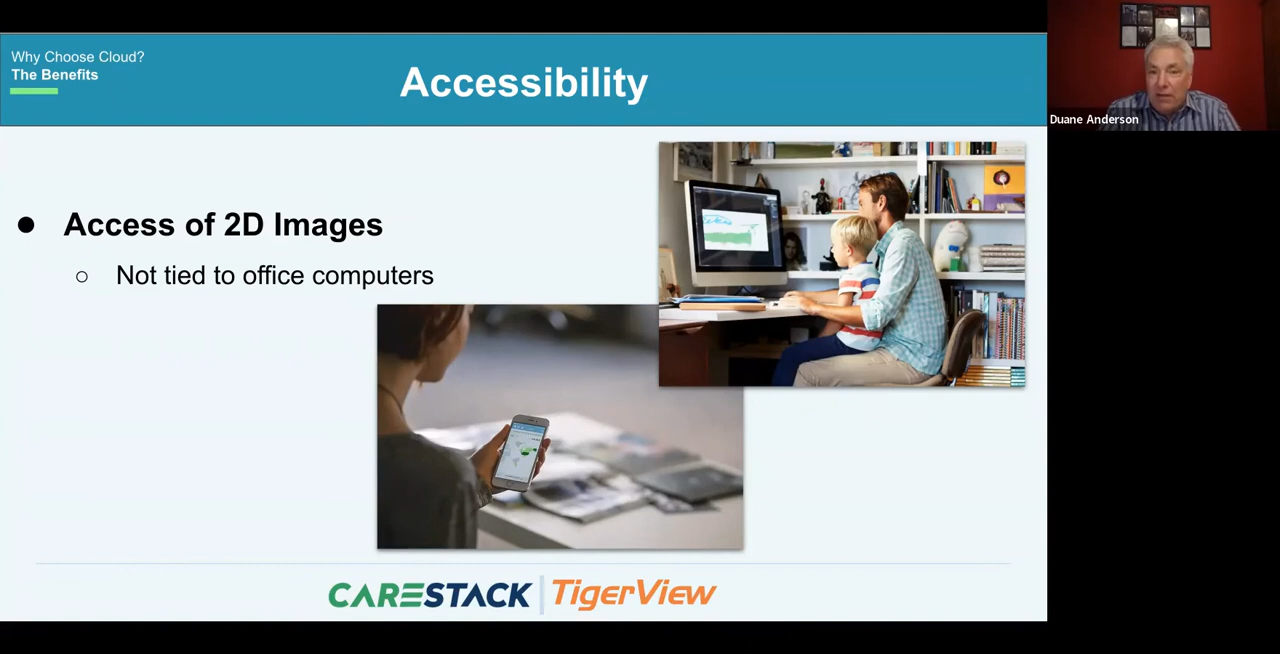 Why Choose Cloud?
The Benefits
Accessibility
Duane Anderson
● Access of 2D Images
○ Not tied to office computers
CARESTACK | TigerView